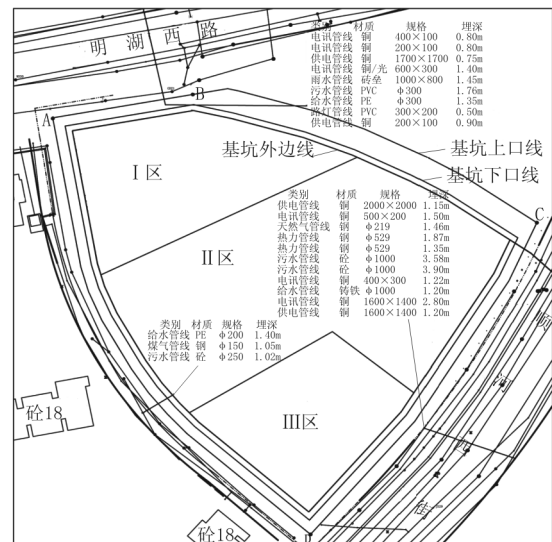 明湖西路
类别 材质 规格 埋深
电讯管线 铜 400×100 0.80m
电讯管线 铜 200×100 0.80m
供电管线 铜 1700×1700 0.75m
电讯管线 铜/光 600×300 1.40m
雨水管线 砖垒 1000×800 1.45m
污水管线 PVC φ300 1.76m
给水管线 PE φ300 1.35m
路灯管线 PVC 300×200 0.50m
供电管线 铜 200×100 0.90m
B
A
基坑外边线
基坑上口线
基坑下口线
I区
C
类别 材质 规格 埋深
供电管线 铜 2000×2000 1.15m
电讯管线 铜 500×200 1.50m
天然气管线 钢 φ219 1.46m
热力管线 钢 φ529 1.87m
热力管线 钢 φ529 1.35m
污水管线 砼 φ1000 3.58m
污水管线 砼 φ1000 3.90m
电讯管线 铜 400×300 1.22m
给水管线 铸铁 φ1000 1.20m
电讯管线 铜 1600×1400 2.80m
供电管线 铜 1600×1400 1.20m
II区
类别 材质 规格 埋深
给水管线 PE φ200 1.40m
煤气管线 钢 φ150 1.05m
污水管线 砼 φ250 1.02m
顺河
街
砼18
III区
砼18
D